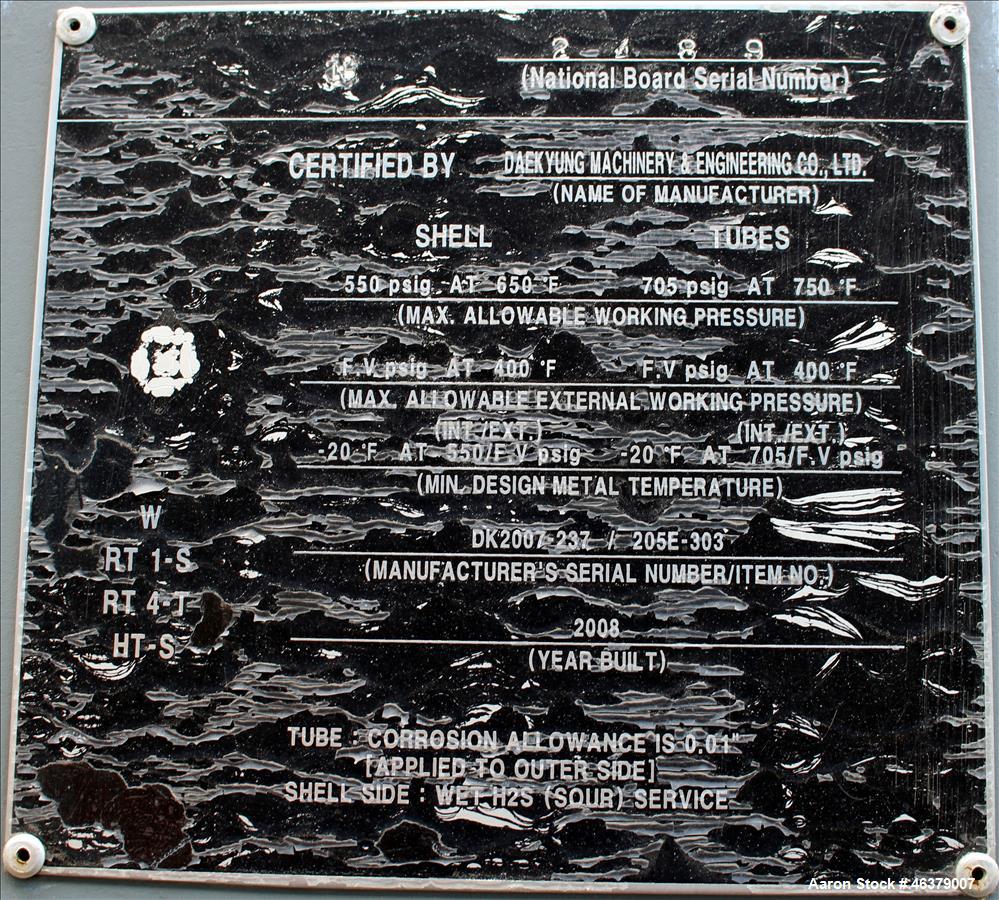 2 4 8 9
(National Board Serial Number)
CERTIFIED BY DAEKYUNG MACHINERY & ENGINEERING CO., LTD.
(NAME OF MANUFACTURER)
SHELL TUBES
550 psig AT 650 °F 705 psig AT 750 °F
(MAX. ALLOWABLE WORKING PRESSURE)
F.V psig AT 400 °F F.V psig AT 400 °F
(MAX. ALLOWABLE EXTERNAL WORKING PRESSURE)
(INT./EXT.) (INT./EXT.)
-20 °F AT 550/F.V psig -20 °F AT 705/F.V psig
(MIN. DESIGN METAL TEMPERATURE)
W
RT 1-S
RT 4-T
HT-S
DK2007-237 / 205E-303
(MANUFACTURER'S SERIAL NUMBER/ITEM NO.)
2008
(YEAR BUILT)
TUBE : CORROSION ALLOWANCE IS 0.01"
[APPLIED TO OUTER SIDE]
SHELL SIDE : WET H2S (SOUR) SERVICE
Aaron Stock #:46379007